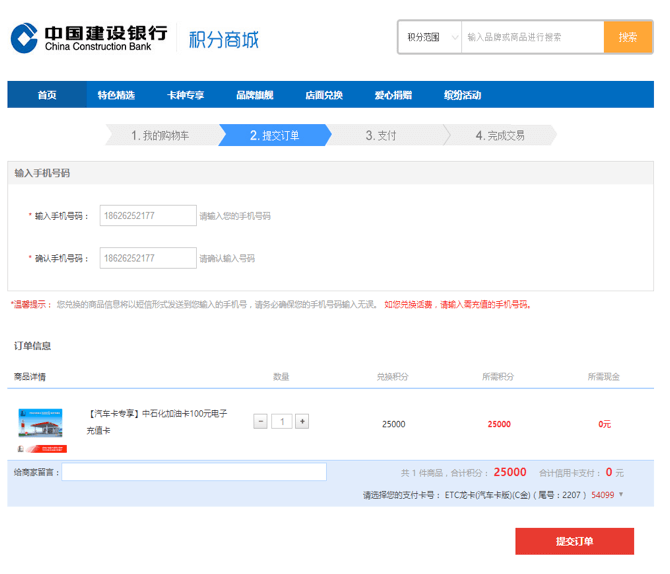 中国建设银行
China Construction Bank
积分商城
积分范围
输入品牌或商品进行搜索
搜索
首页 特色精选 卡种专享 品牌旗舰 店面兑换 爱心捐赠 缤纷活动
1. 我的购物车 2. 提交订单 3. 支付 4. 完成交易
输入手机号码
* 输入手机号码： 18626252177 请输入您的手机号码
* 确认手机号码： 18626252177 请确认输入号码
*温馨提示： 您兑换的商品信息将以短信形式发送到您输入的手机号，请务必确保您的手机号码输入无误。 如您兑换话费，请输入需充值的手机号码。
订单信息
商品详情 数量 兑换积分 所需积分 所需现金
【汽车卡专享】中石化加油卡100元电子
充值卡
− 1 + 25000 25000 0元
给商家留言： 共 1 件商品，合计积分： 25000 合计信用卡支付： 0 元
请选择您的支付卡号： ETC龙卡(汽车卡版)(C金) ( 尾号：2207 ) 54099
提交订单